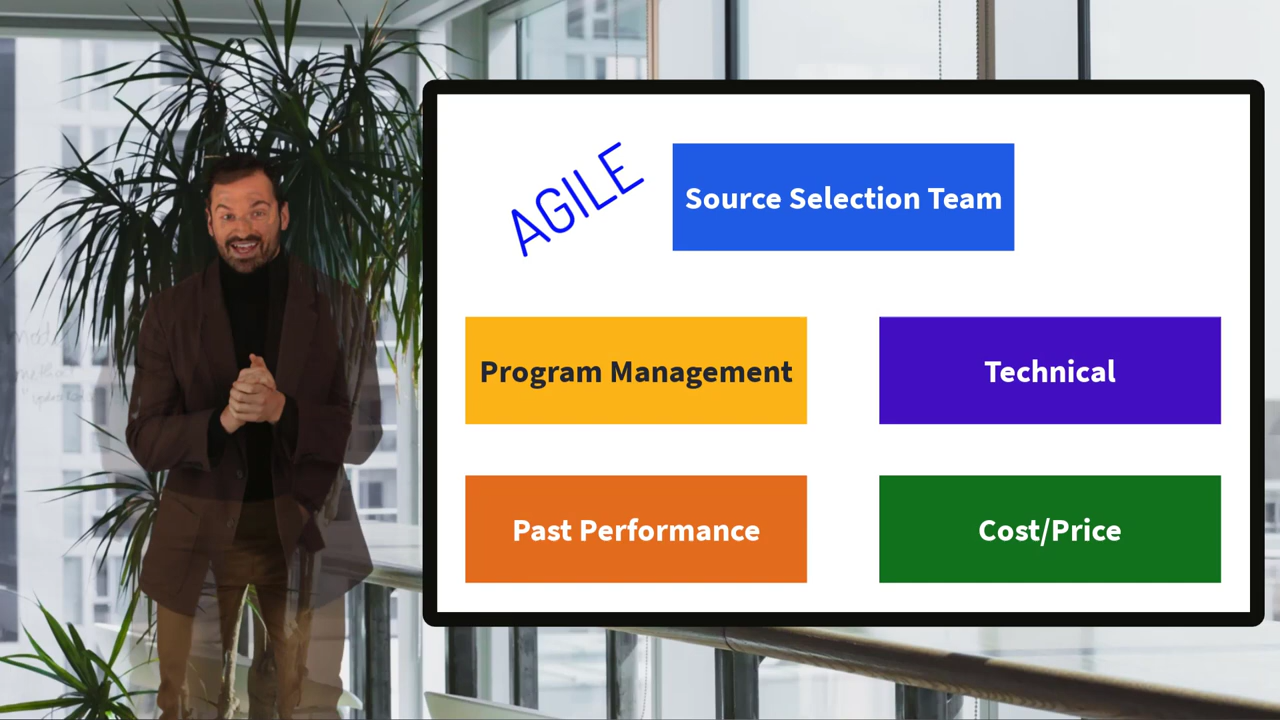 AGILE
Source Selection Team
Program Management
Technical
Past Performance
Cost/Price